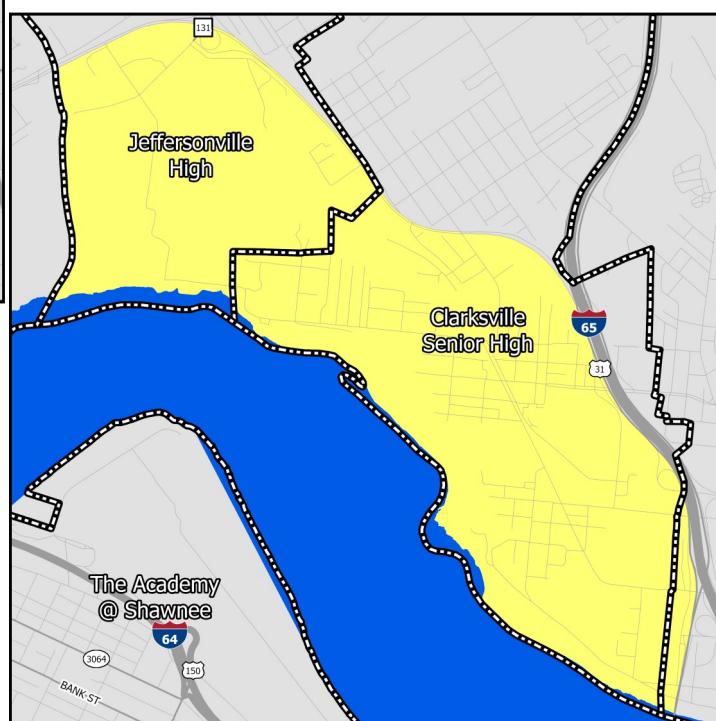 131
Jeffersonville
High
Clarksville
Senior High
65
31
The Academy
@ Shawnee
64
3064
150
BANK ST